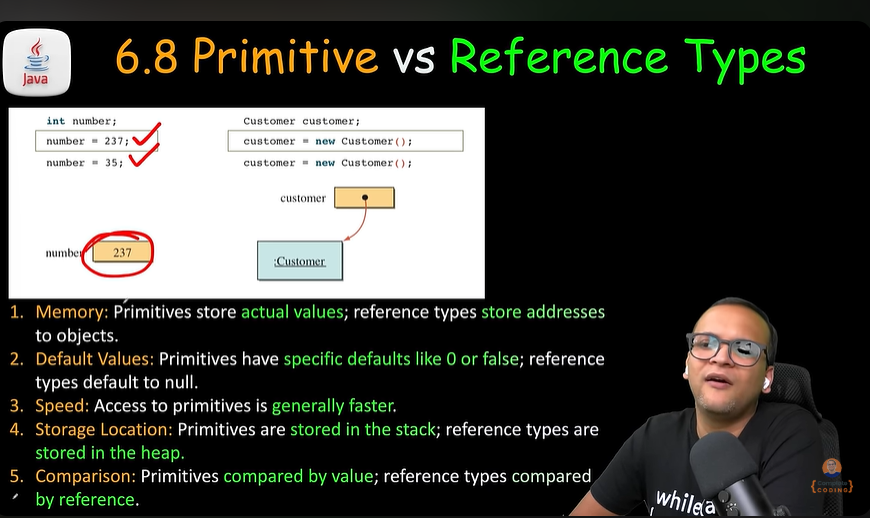 Java
6.8 Primitive vs Reference Types
int number;
number = 237;
number = 35;
Customer customer;
customer = new Customer();
customer = new Customer();
customer
:Customer
number
237
1. Memory: Primitives store actual values; reference types store addresses
to objects.
2. Default Values: Primitives have specific defaults like 0 or false; reference
types default to null.
3. Speed: Access to primitives is generally faster.
4. Storage Location: Primitives are stored in the stack; reference types are
stored in the heap.
5. Comparison: Primitives compared by value; reference types compared
by reference.
while(a
{CODING}